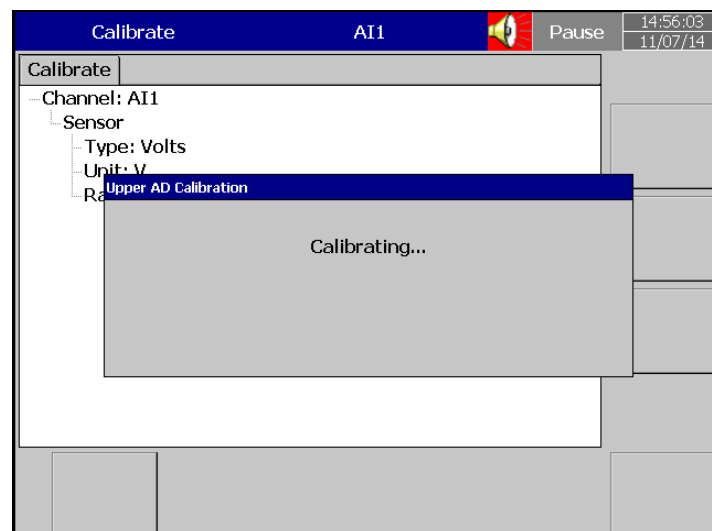 Calibrate AI1 Pause 14:56:03
11/07/14
Calibrate
Channel: AI1
Sensor
Type: Volts
Unit: V
Upper AD Calibration
Calibrating...